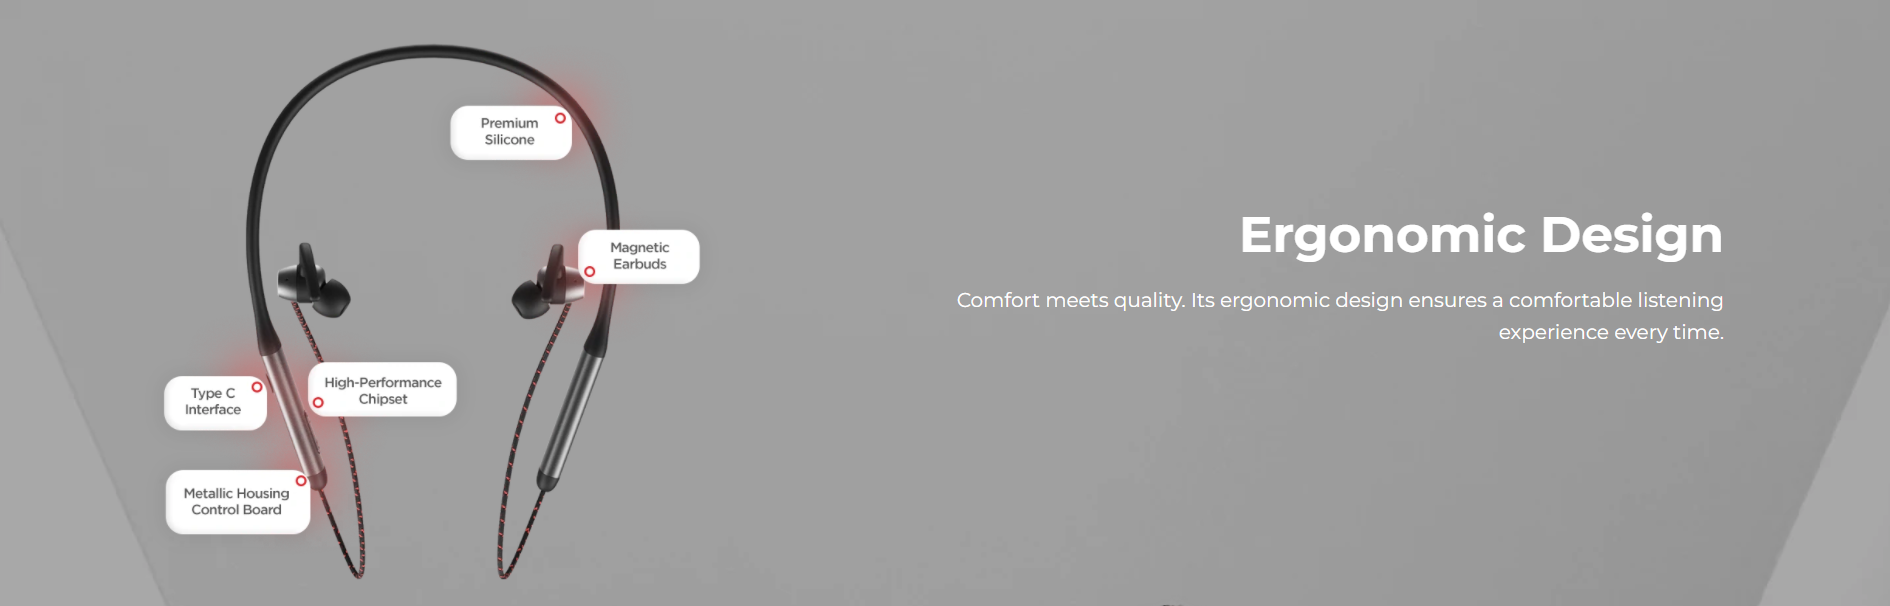 Premium
Silicone
Magnetic
Earbuds
Type C
Interface
High-Performance
Chipset
Metallic Housing
Control Board
Ergonomic Design
Comfort meets quality. Its ergonomic design ensures a comfortable listening
experience every time.